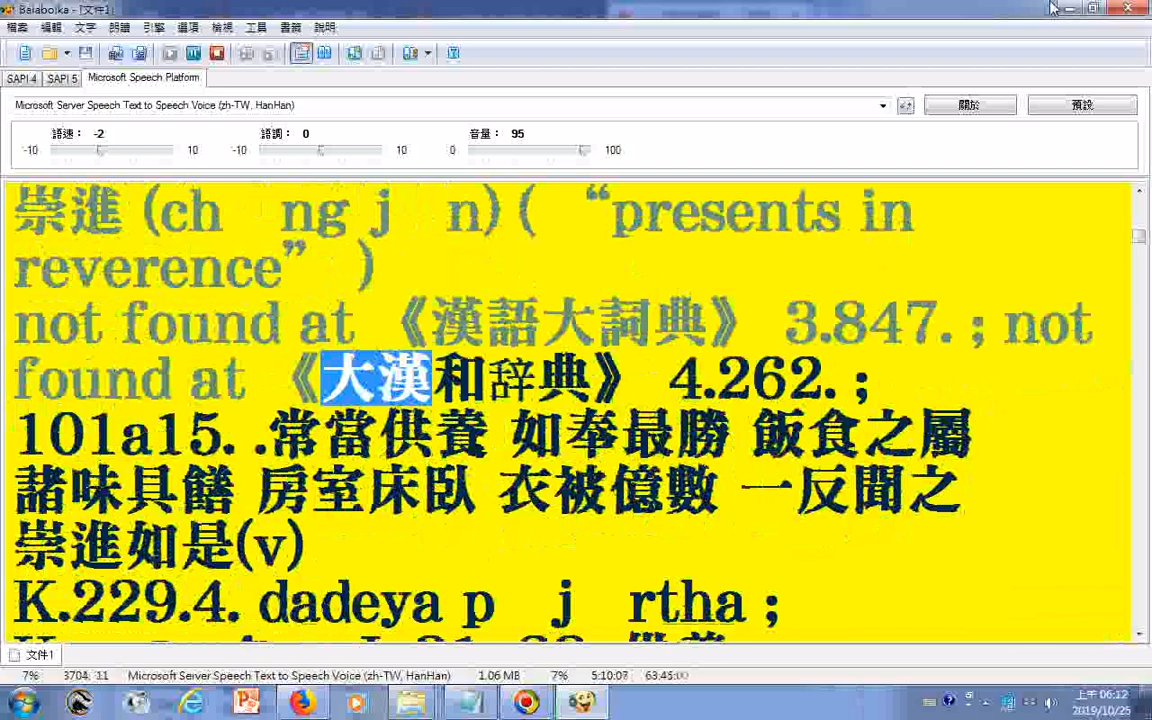 Balabolka - [文件1]
檔案 編輯 文字 朗讀 引擎 選項 檢視 工具 書籤 說明
SAPI 4 SAPI 5 Microsoft Speech Platform
Microsoft Server Speech Text to Speech Voice (zh-TW, HanHan) 關於 預設
語速： -2 語調： 0 音量： 95
-10 10 -10 10 0 100
崇進 (ch ng j n) ( “presents in
reverence” )
not found at 《漢語大詞典》 3.847. ; not
found at 《大漢和辞典》 4.262. ;
101a15. .常當供養 如奉最勝 飯食之屬
諸味具饍 房室床臥 衣被億數 一反聞之
崇進如是(v)
K.229.4. dadeya p j rtha ;
文件1
7% 3704: 11 Microsoft Server Speech Text to Speech Voice (zh-TW, HanHan) 1.06 MB 7% 5:10:07 63:45:00
上午 06:12
2019/10/25